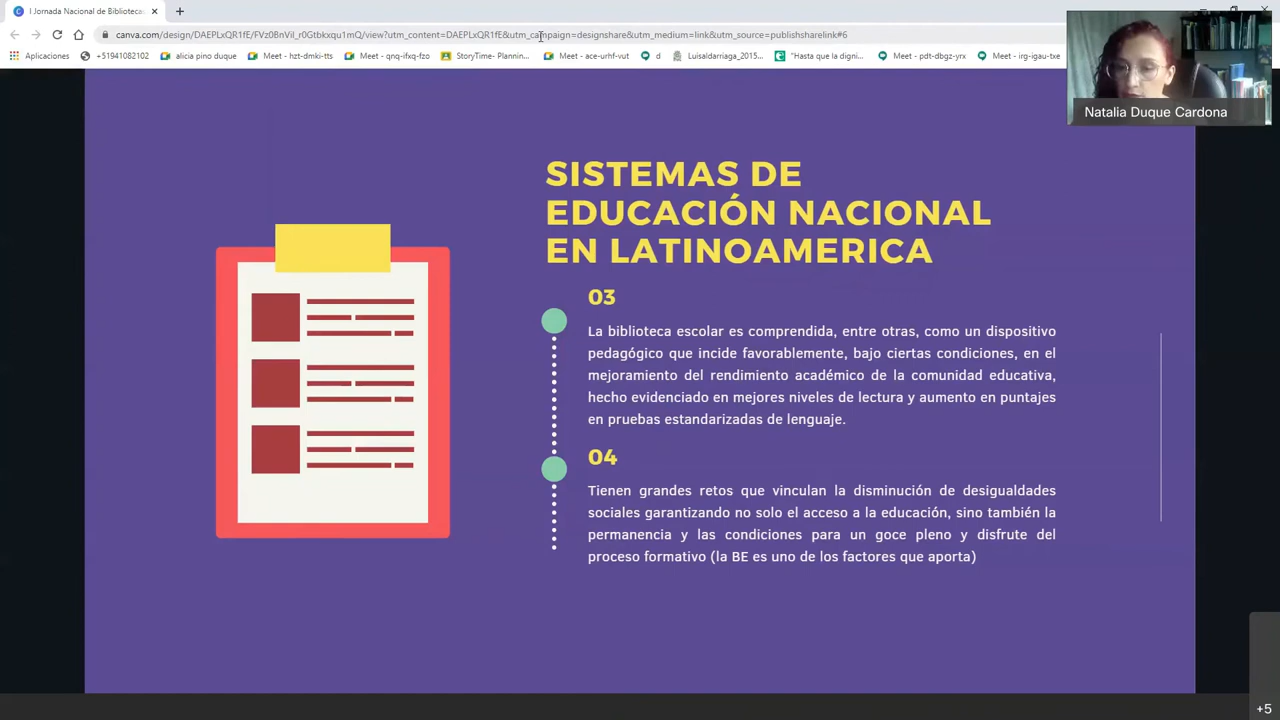 I Jornada Nacional de Bibliotecas
canva.com/design/DAEPLxQR1fE/FVz0BnVil_r0Gtbkxqu1mQ/view?utm_content=DAEPLxQR1fE&utm_campaign=designshare&utm_medium=link&utm_source=publishsharelink#6
Aplicaciones +51941082102 alicia pino duque Meet - hzt-dmki-tts Meet - qnq-ifxq-fzo StoryTime- Plannin... Meet - ace-urhf-vut d Luisaldarriaga_2015... "Hasta que la digni... Meet - pdt-dbgz-yrx Meet - irg-igau-txe
Natalia Duque Cardona
SISTEMAS DE
EDUCACIÓN NACIONAL
EN LATINOAMERICA
03
La biblioteca escolar es comprendida, entre otras, como un dispositivo
pedagógico que incide favorablemente, bajo ciertas condiciones, en el
mejoramiento del rendimiento académico de la comunidad educativa,
hecho evidenciado en mejores niveles de lectura y aumento en puntajes
en pruebas estandarizadas de lenguaje.
04
Tienen grandes retos que vinculan la disminución de desigualdades
sociales garantizando no solo el acceso a la educación, sino también la
permanencia y las condiciones para un goce pleno y disfrute del
proceso formativo (la BE es uno de los factores que aporta)
+5